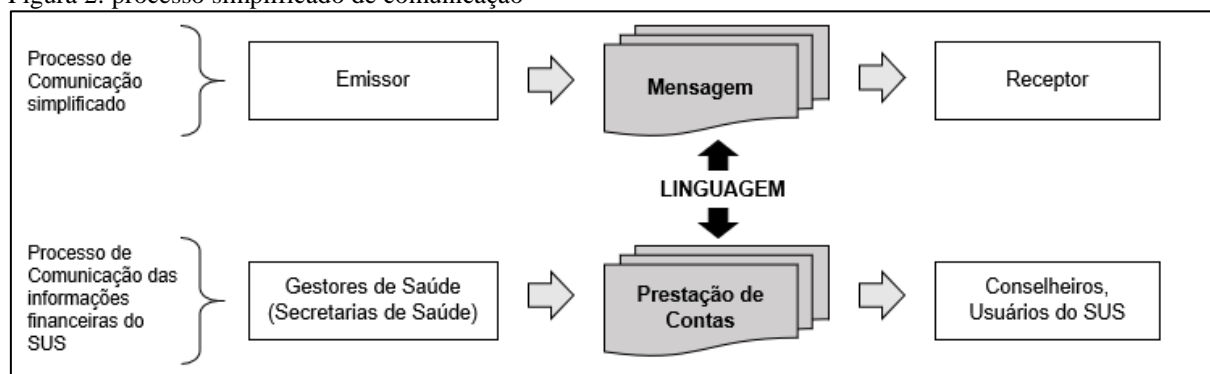 Figura 2: processo simplificado de comunicação
Processo de
Comunicação
simplificado
Emissor
Mensagem
Receptor
LINGUAGEM
Processo de
Comunicação das
informações
financeiras do
SUS
Gestores de Saúde
(Secretarias de Saúde)
Prestação de
Contas
Conselheiros,
Usuários do SUS